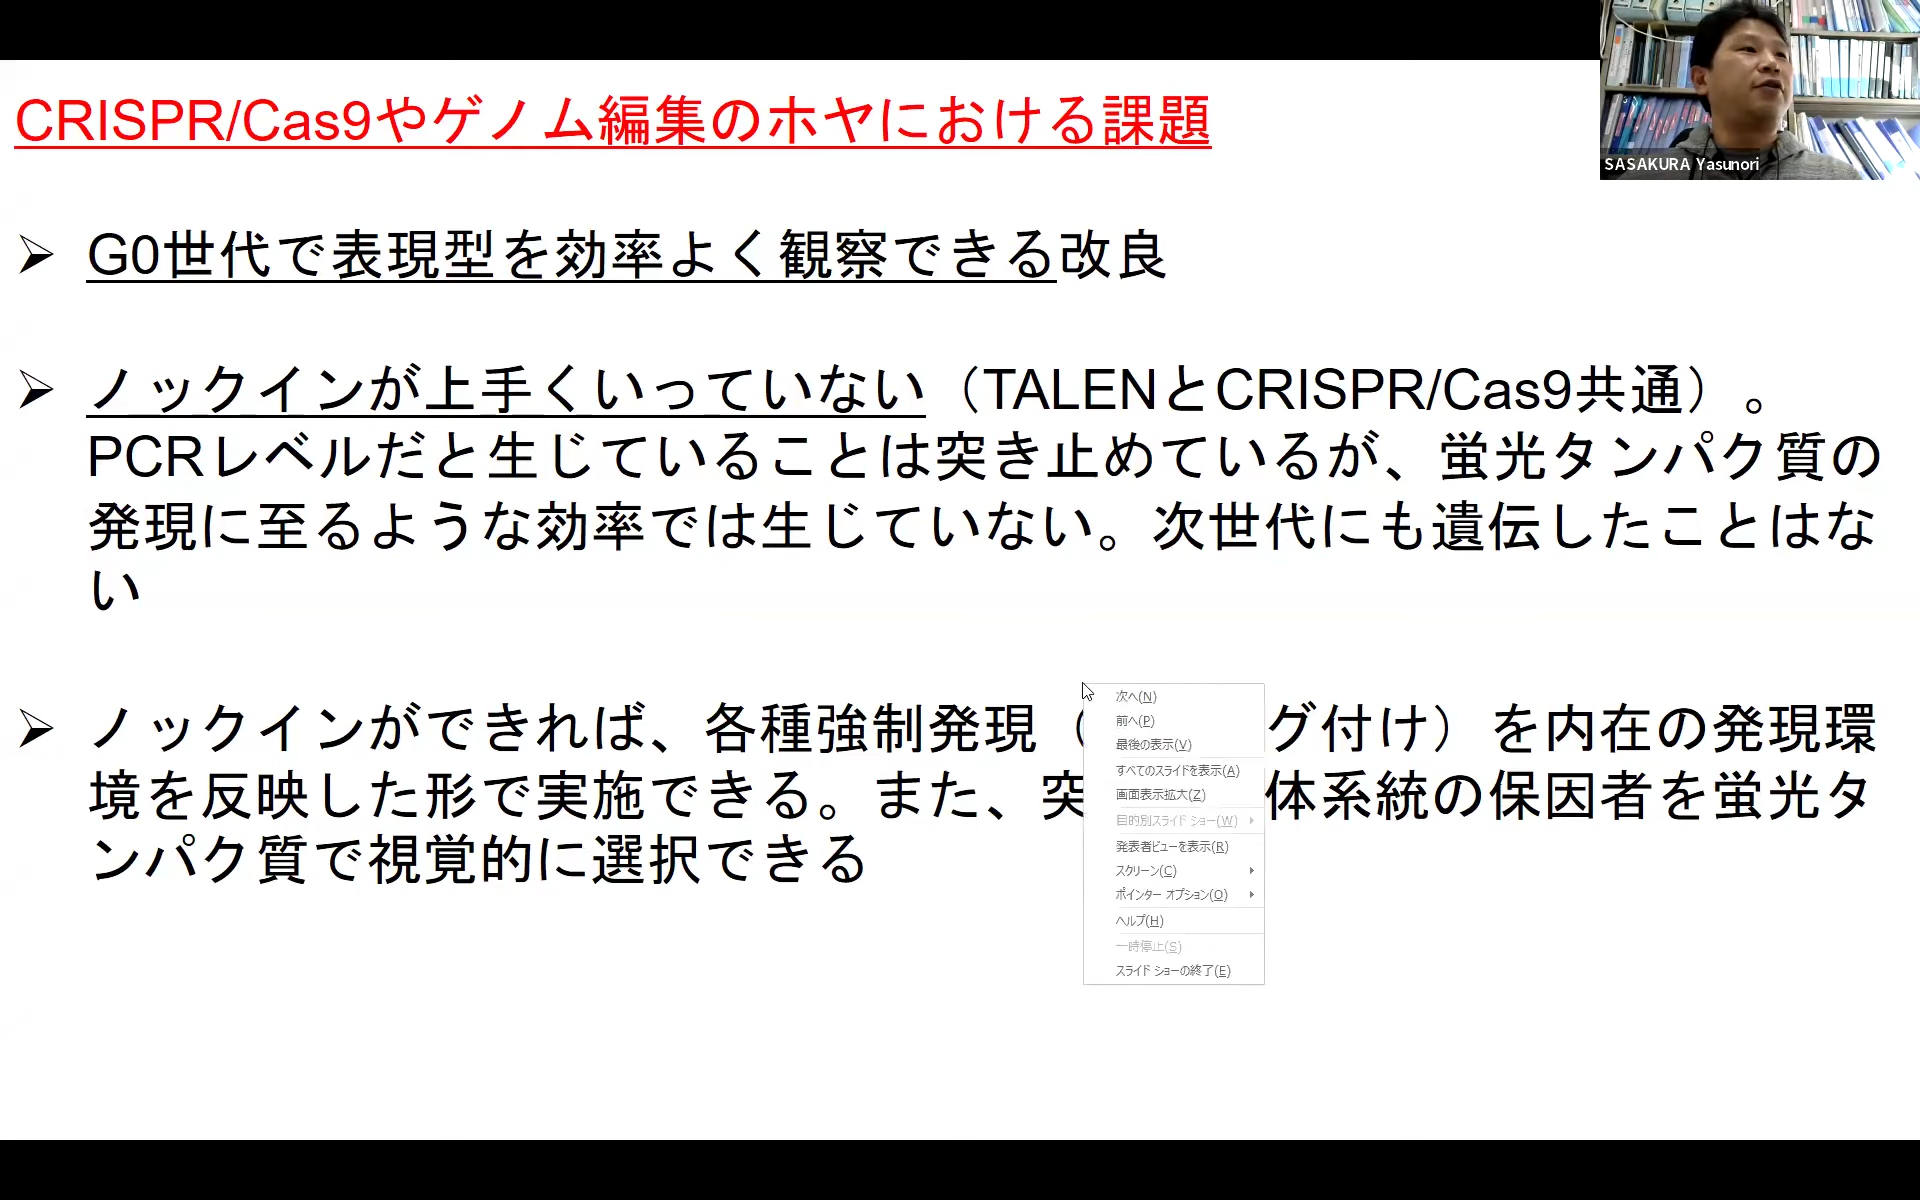 CRISPR/Cas9やゲノム編集のホヤにおける課題
SASAKURA Yasunori
➢ G0世代で表現型を効率よく観察できる改良
➢ ノックインが上手くいっていない（TALENとCRISPR/Cas9共通）。
PCRレベルだと生じていることは突き止めているが、蛍光タンパク質の
発現に至るような効率では生じていない。次世代にも遺伝したことはな
い
➢ ノックインができれば、各種強制発現（ グ付け）を内在の発現環
境を反映した形で実施できる。また、突 体系統の保因者を蛍光タ
ンパク質で視覚的に選択できる
次へ(N)
前へ(P)
最後の表示(V)
すべてのスライドを表示(A)
画面表示拡大(Z)
目的別スライド ショー(W)
発表者ビューを表示(R)
スクリーン(C)
ポインター オプション(O)
ヘルプ(H)
一時停止(S)
スライド ショーの終了(E)